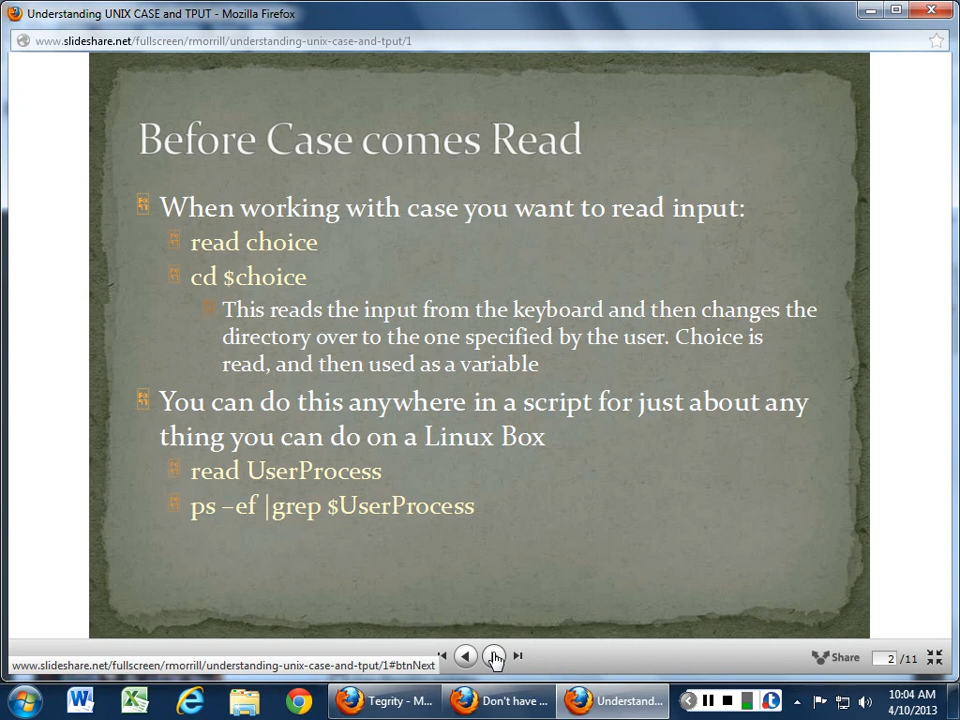 Understanding UNIX CASE and TPUT - Mozilla Firefox
www.slideshare.net/fullscreen/rmorrill/understanding-unix-case-and-tput/1
Before Case comes Read
When working with case you want to read input:
read choice
cd $choice
This reads the input from the keyboard and then changes the
directory over to the one specified by the user. Choice is
read, and then used as a variable
You can do this anywhere in a script for just about any
thing you can do on a Linux Box
read UserProcess
ps –ef |grep $UserProcess
Share
2 /11
www.slideshare.net/fullscreen/rmorrill/understanding-unix-case-and-tput/1#btnNext
Tegrity - M...
Don't have ...
Understand...
10:04 AM
4/10/2013